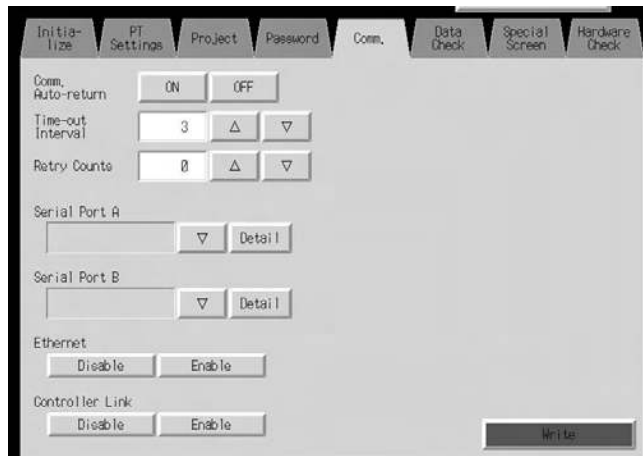 Initia-
lize
PT
Settings
Project
Password
Comm.
Data
Check
Special
Screen
Hardware
Check
Comm.
Auto-return
ON
OFF
Time-out
Interval
3
△
▽
Retry Counts
0
△
▽
Serial Port A
▽
Detail
Serial Port B
▽
Detail
Ethernet
Disable
Enable
Controller Link
Disable
Enable
Write